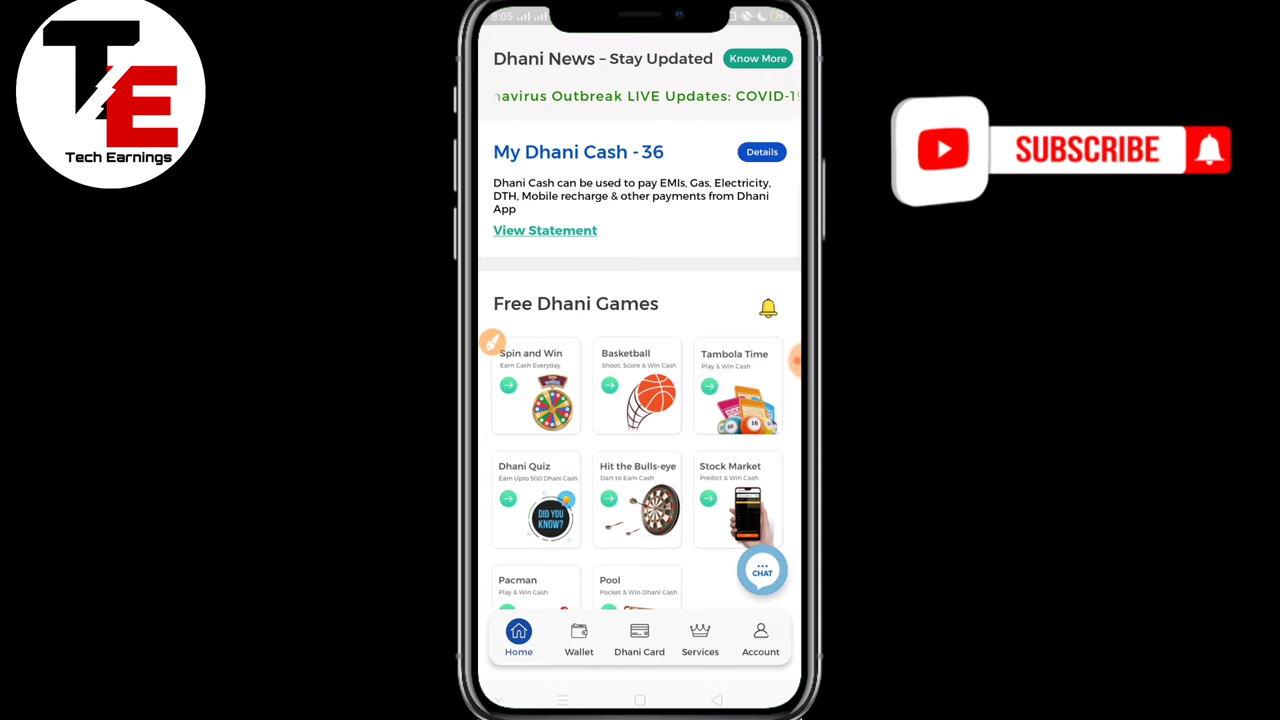 TE
Tech Earnings
8:05
Dhani News – Stay Updated
Know More
navirus Outbreak LIVE Updates: COVID-19
My Dhani Cash - 36
Details
Dhani Cash can be used to pay EMIs, Gas, Electricity,
DTH, Mobile recharge & other payments from Dhani
App
View Statement
SUBSCRIBE
Free Dhani Games
Spin and Win
Earn Cash Everyday
Basketball
Shoot, Score & Win Cash
Tambola Time
Play & Win Cash
Dhani Quiz
Earn Upto 500 Dhani Cash
DID YOU
KNOW?
Hit the Bulls-eye
Dart to Earn Cash
Stock Market
Predict & Win Cash
Pacman
Play & Win Cash
Pool
Pocket & Win Dhani Cash
CHAT
Home
Wallet
Dhani Card
Services
Account